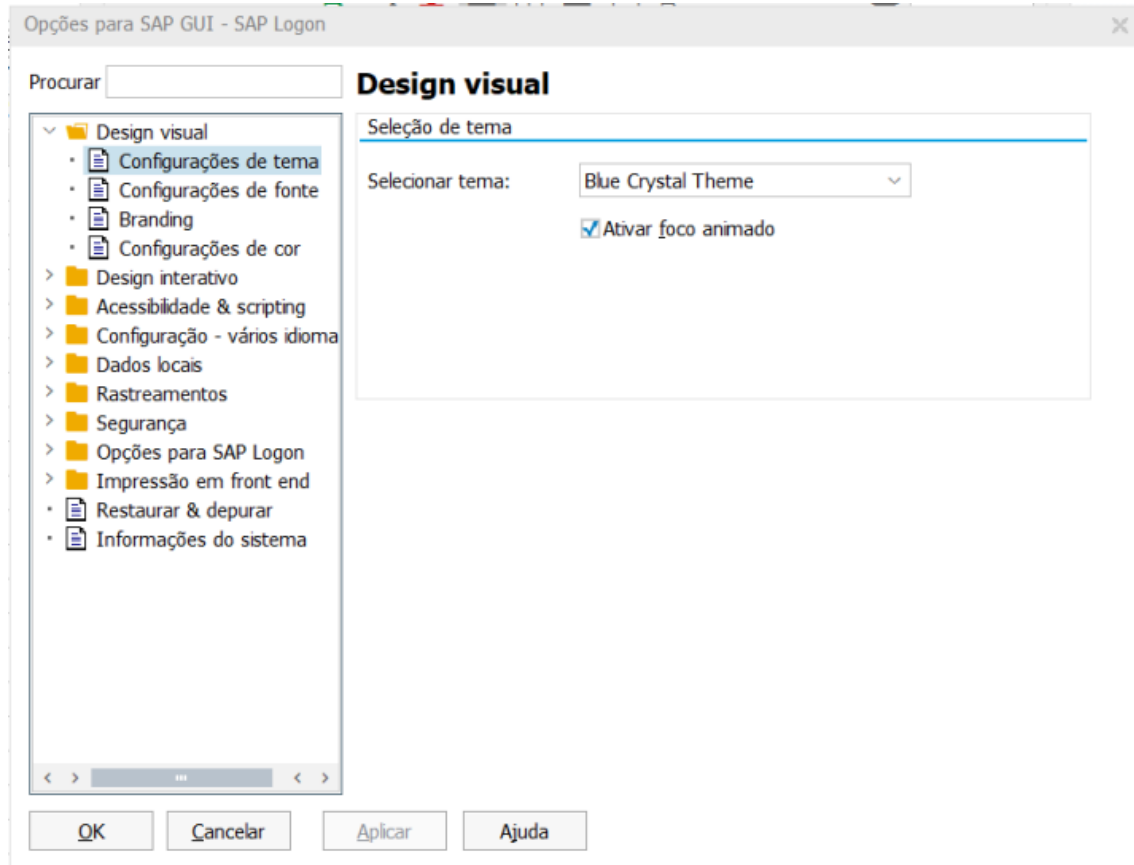 Opções para SAP GUI - SAP Logon
Procurar
Design visual
Configurações de tema
Configurações de fonte
Branding
Configurações de cor
Design interativo
Acessibilidade & scripting
Configuração - vários idioma
Dados locais
Rastreamentos
Segurança
Opções para SAP Logon
Impressão em front end
Restaurar & depurar
Informações do sistema
Design visual
Seleção de tema
Selecionar tema: Blue Crystal Theme
Ativar foco animado
OK Cancelar Aplicar Ajuda